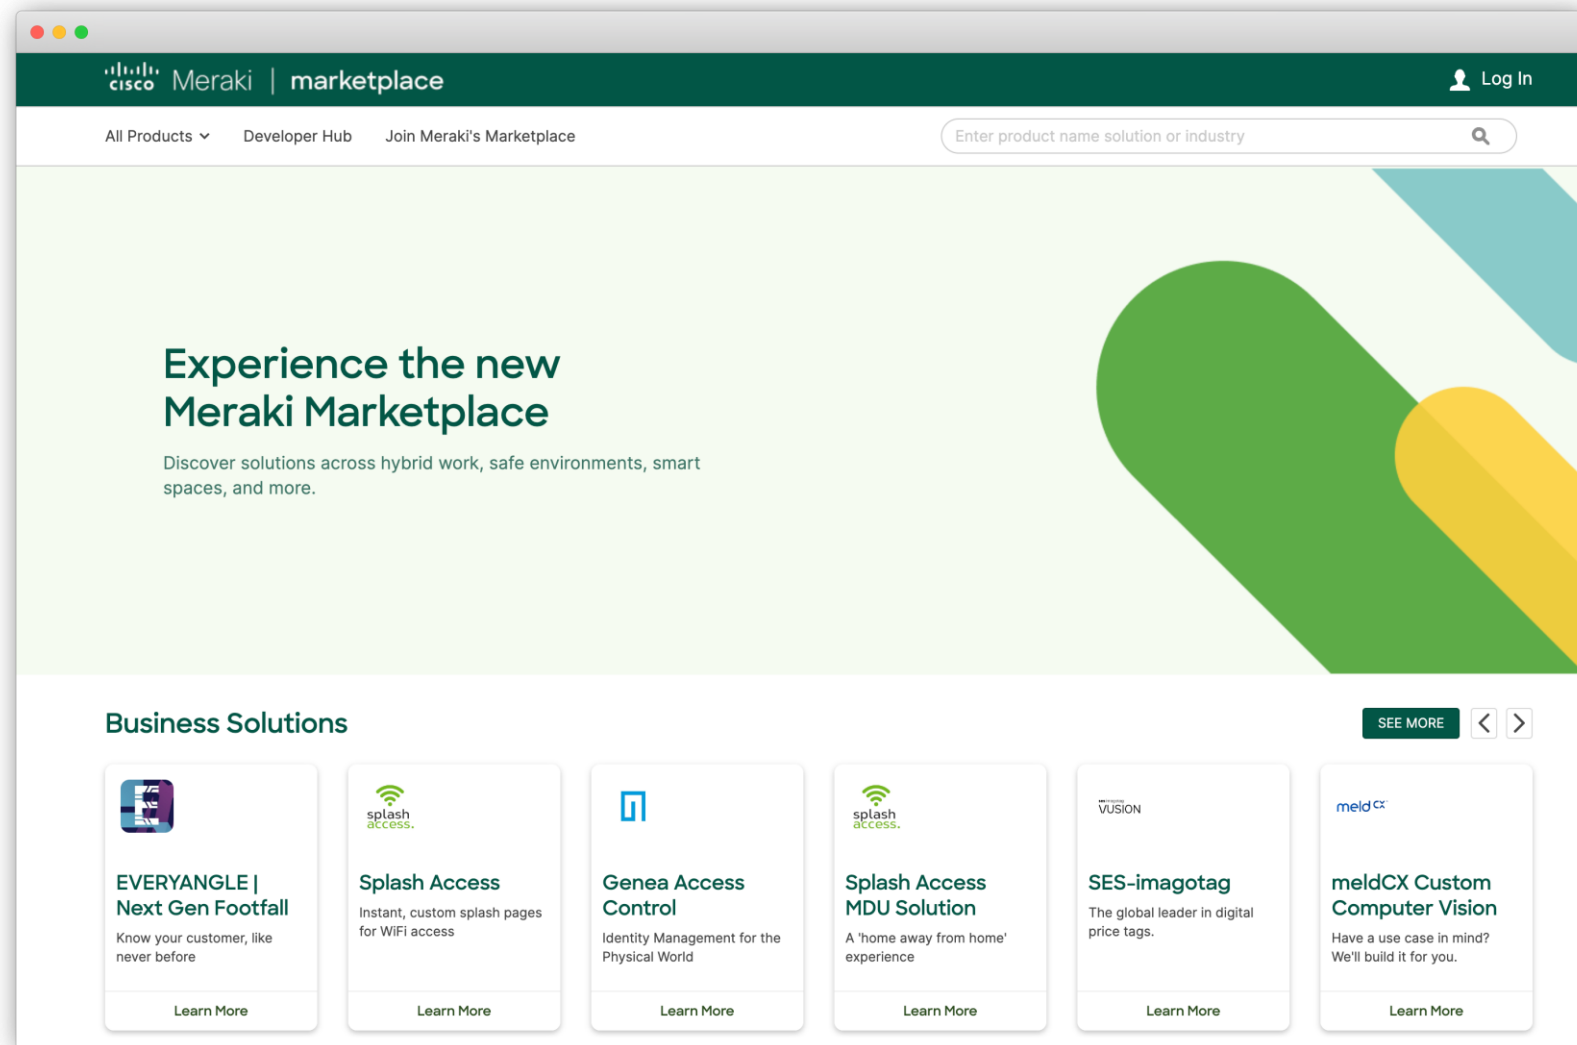 CISCO Meraki | marketplace
Log In
All Products
Developer Hub
Join Meraki's Marketplace
Enter product name solution or industry
Experience the new
Meraki Marketplace
Discover solutions across hybrid work, safe environments, smart
spaces, and more.
Business Solutions
SEE MORE
E
EVERYANGLE |
Next Gen Footfall
Know your customer, like
never before
Learn More
splash
access.
Splash Access
Instant, custom splash pages
for WiFi access
Learn More
Genea Access
Control
Identity Management for the
Physical World
Learn More
splash
access.
Splash Access
MDU Solution
A 'home away from home'
experience
Learn More
VUSION
SES-imagotag
The global leader in digital
price tags.
Learn More
meld CX
meldCX Custom
Computer Vision
Have a use case in mind?
We'll build it for you.
Learn More